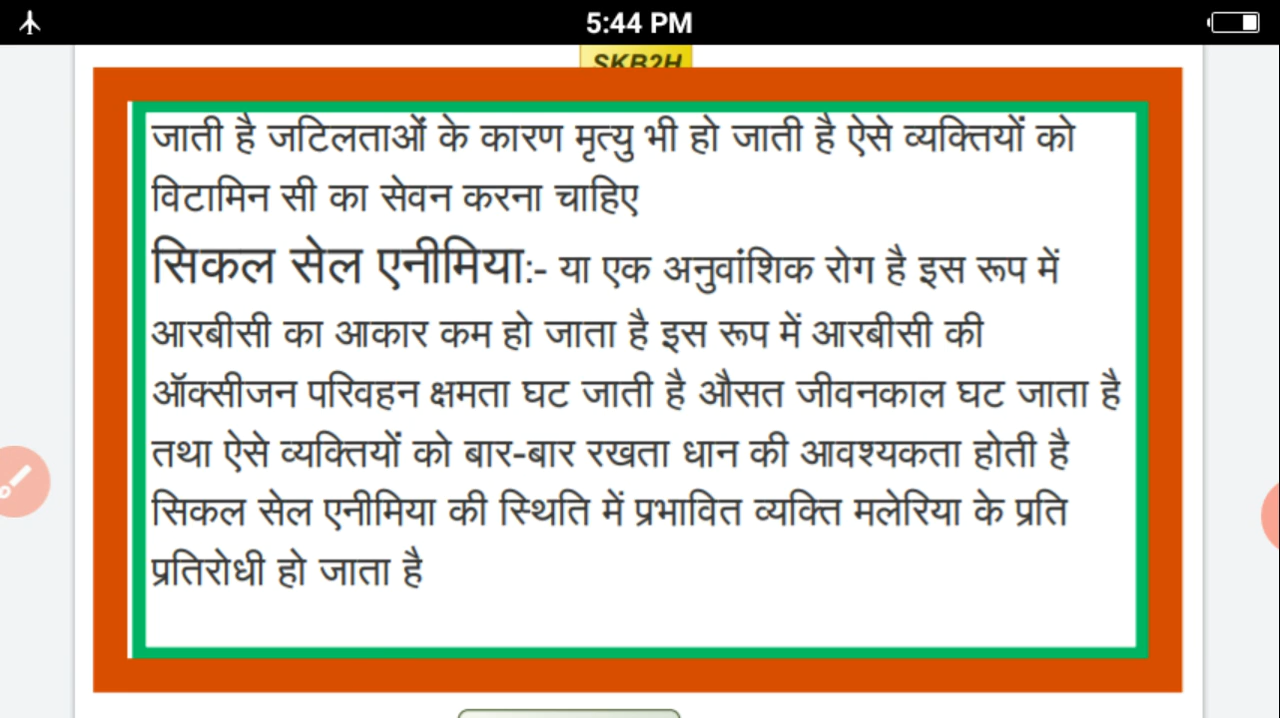 5:44 PM
SKB2H
जाती है जटिलताओं के कारण मृत्यु भी हो जाती है ऐसे व्यक्तियों को
विटामिन सी का सेवन करना चाहिए
सिकल सेल एनीमिया:- या एक अनुवांशिक रोग है इस रूप में
आरबीसी का आकार कम हो जाता है इस रूप में आरबीसी की
ऑक्सीजन परिवहन क्षमता घट जाती है औसत जीवनकाल घट जाता है
तथा ऐसे व्यक्तियों को बार-बार रखता धान की आवश्यकता होती है
सिकल सेल एनीमिया की स्थिति में प्रभावित व्यक्ति मलेरिया के प्रति
प्रतिरोधी हो जाता है